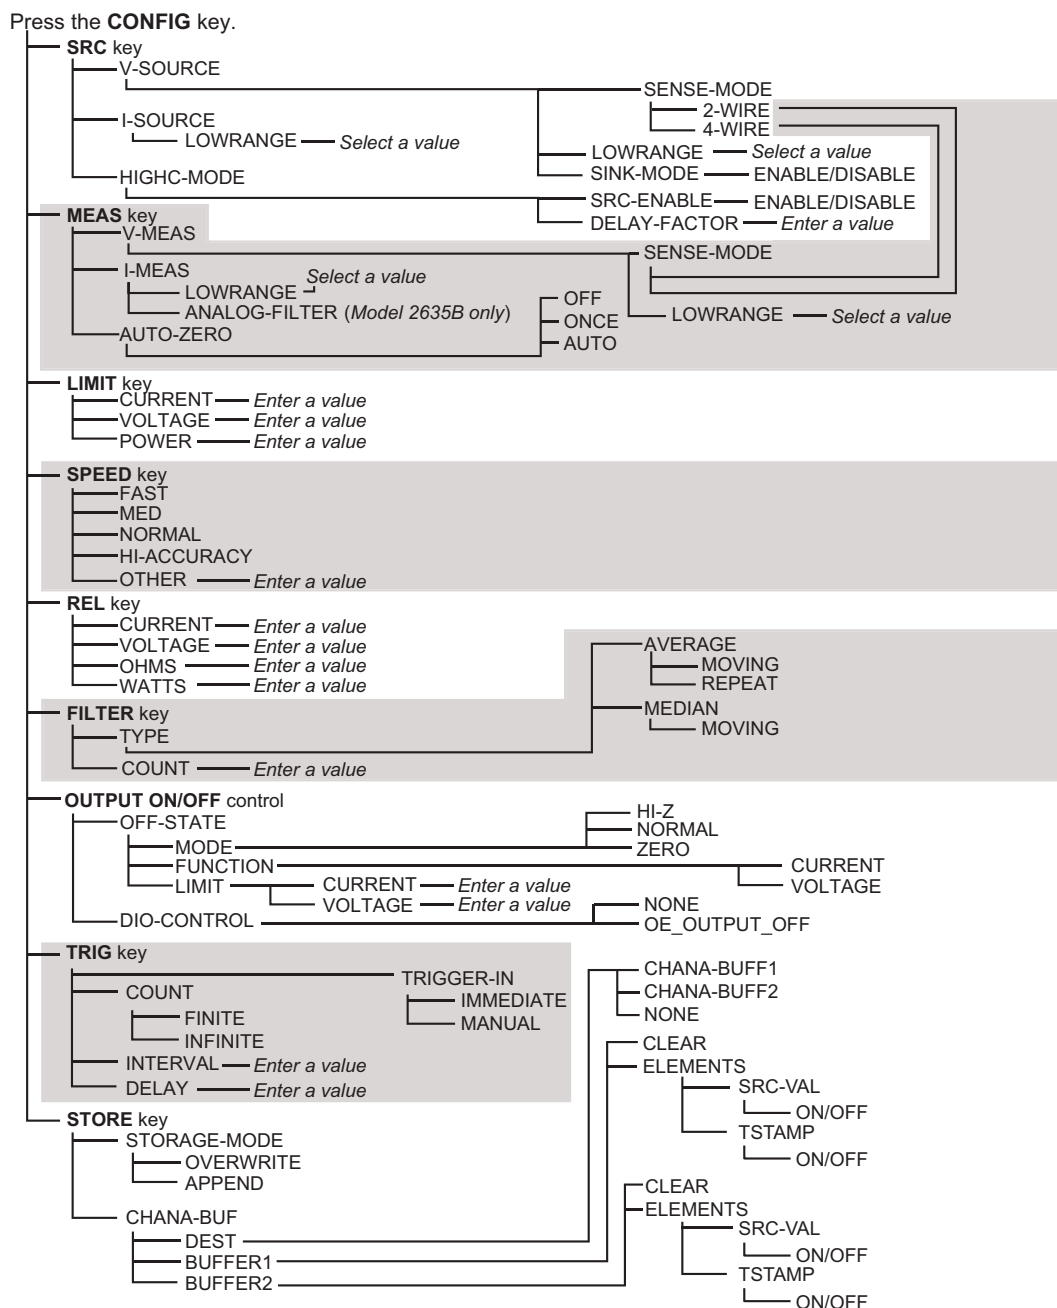 Press the CONFIG key.
SRC key
V-SOURCE
SENSE-MODE
2-WIRE
4-WIRE
I-SOURCE
LOWRANGE Select a value
LOWRANGE Select a value
SINK-MODE ENABLE/DISABLE
HIGHC-MODE
SRC-ENABLE ENABLE/DISABLE
DELAY-FACTOR Enter a value
MEAS key
V-MEAS
SENSE-MODE
I-MEAS
Select a value
LOWRANGE
ANALOG-FILTER (Model 2635B only)
LOWRANGE Select a value
AUTO-ZERO
OFF
ONCE
AUTO
LIMIT key
CURRENT Enter a value
VOLTAGE Enter a value
POWER Enter a value
SPEED key
FAST
MED
NORMAL
HI-ACCURACY
OTHER Enter a value
REL key
CURRENT Enter a value
VOLTAGE Enter a value
OHMS Enter a value
WATTS Enter a value
FILTER key
TYPE
AVERAGE
MOVING
REPEAT
MEDIAN
MOVING
COUNT Enter a value
OUTPUT ON/OFF control
OFF-STATE
MODE
HI-Z
NORMAL
ZERO
FUNCTION
CURRENT
VOLTAGE
LIMIT CURRENT Enter a value
VOLTAGE Enter a value
DIO-CONTROL
NONE
OE_OUTPUT_OFF
TRIG key
TRIGGER-IN
IMMEDIATE
MANUAL
COUNT
FINITE
INFINITE
INTERVAL Enter a value
DELAY Enter a value
STORE key
STORAGE-MODE
OVERWRITE
APPEND
CHANA-BUF
DEST
BUFFER1
BUFFER2
CHANA-BUFF1
CHANA-BUFF2
NONE
CLEAR
ELEMENTS
SRC-VAL
ON/OFF
TSTAMP
ON/OFF
CLEAR
ELEMENTS
SRC-VAL
ON/OFF
TSTAMP
ON/OFF